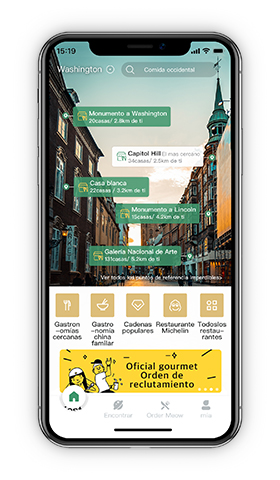 15:19
Washington
Comida occidental
Monumento a Washington
20casas/ 2.8km de ti
Capitol Hill El más cercano
34casas/ 2.5km de ti
Casa blanca
22casas / 3.2km de ti
Monumento a Lincoln
15casas/ 4.2km de ti
Galería Nacional de Arte
131casas/ 5.2km de ti
Ver todos los puntos de referencia imperdibles>
Gastron
-omías
cercanas
Gastro
-nomía
china
familar
Cadenas
populares
Restaurante
Michelin
Todoslos
restau-
rantes
Oficial gourmet
Orden de
reclutamiento
Encontrar
Order Meow
mía